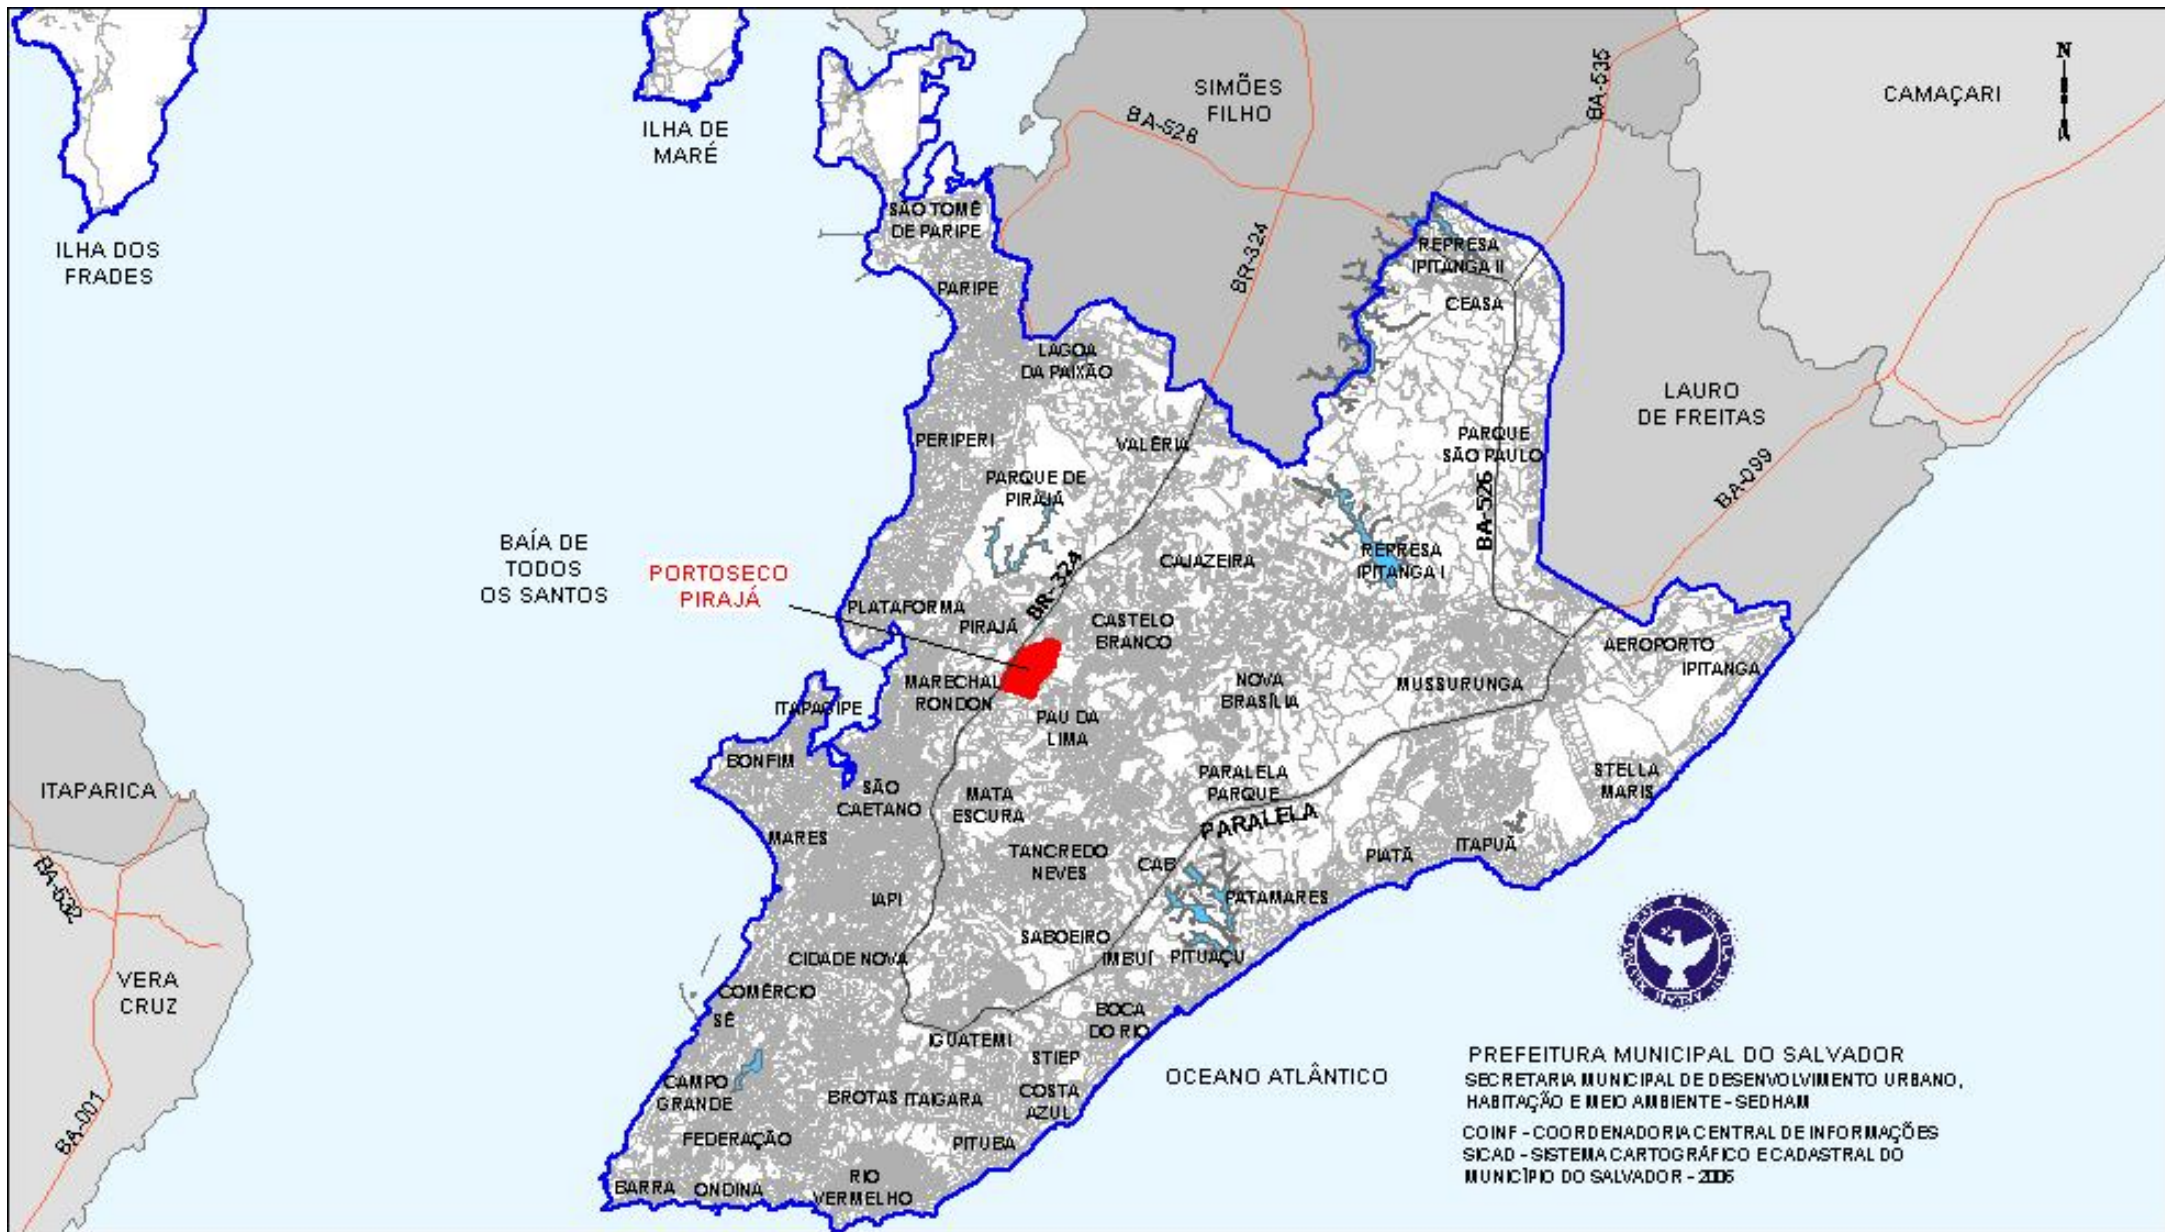 N
SIMÕES
FILHO
CAMAÇARI
BA-528
BA-535
ILHA DE
MARÉ
ILHA DOS
FRADES
SÃO TOMÉ
DE PARIPE
BR-324
REPRESA
IPITANGA II
PARIPE
CEASA
LAGOA
DA PAIXÃO
LAURO
DE FREITAS
PERIPERI
VALÉRIA
PARQUE
SÃO PAULO
PARQUE DE
PIRAJÁ
BA-099
BA-526
BAÍA DE
TODOS
OS SANTOS
PORTOSECO
PIRAJÁ
BR-324
CAJAZEIRA
REPRESA
IPITANGA I
PLATAFORMA
PIRAJÁ
CASTELO
BRANCO
AEROPORTO
IPITANGA
MARECHAL
RONDON
NOVA
BRASÍLIA
MUSSURUNGA
ITAPAGIPE
PAU DA
LIMA
BONFIM
ITAPARICA
SÃO
CAETANO
MATA
ESCURA
PARALELA
PARQUE
STELLA
MARIS
PARALELA
MARES
TANCREDO
NEVES
CAB
PIATÃ
ITAPUÃ
BA-532
IAPI
PATAMARES
SABOEIRO
CIDADE NOVA
IMBUÍ
PITUAÇU
VERA
CRUZ
COMÉRCIO
SÉ
BOCA
DO RIO
IGUATEMI
STIEP
OCEANO ATLÂNTICO
CAMPO
GRANDE
BROTAS
ITAIGARA
COSTA
AZUL
BA-001
FEDERAÇÃO
PITUBA
BARRA
ONDINA
RIO
VERMELHO
PREFEITURA MUNICIPAL DO SALVADOR
SECRETARIA MUNICIPAL DE DESENVOLVIMENTO URBANO,
HABITAÇÃO E MEIO AMBIENTE - SEDHAM
COINF - COORDENADORIA CENTRAL DE INFORMAÇÕES
SICAD - SISTEMA CARTOGRÁFICO E CADASTRAL DO
MUNICÍPIO DO SALVADOR - 2006